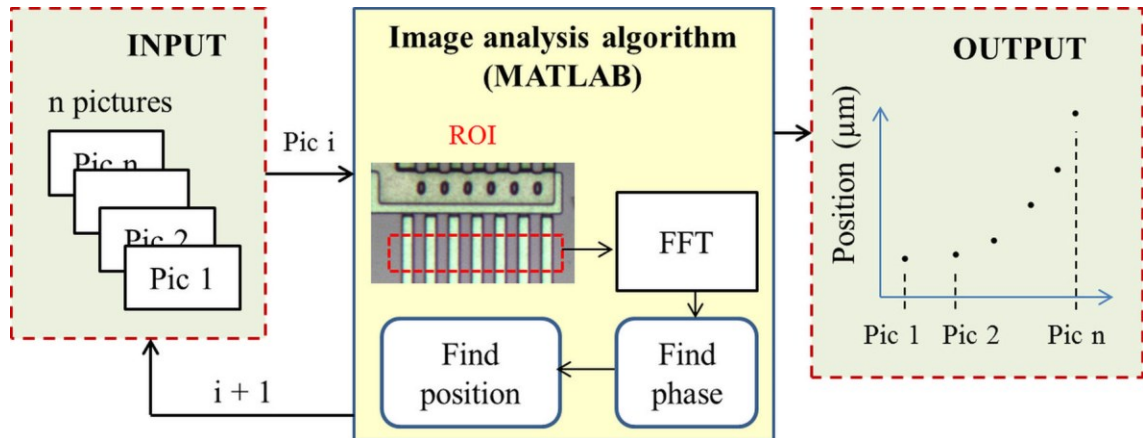 INPUT
n pictures
Pic n
Pic 2
Pic 1
Pic i
i + 1
Image analysis algorithm
(MATLAB)
ROI
FFT
Find
phase
Find
position
OUTPUT
Position (μm)
Pic 1
Pic 2
Pic n